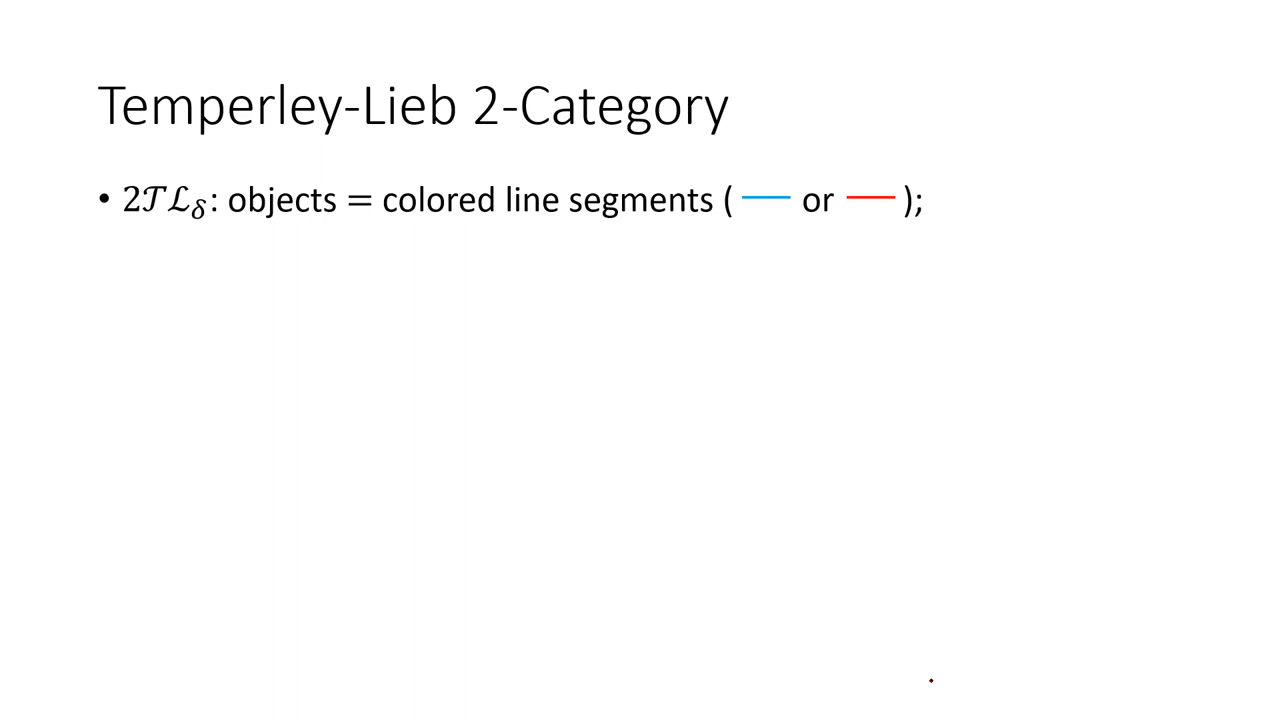 Temperley-Lieb 2-Category
• 2𝒯ℒ_δ: objects = colored line segments ( — or — );